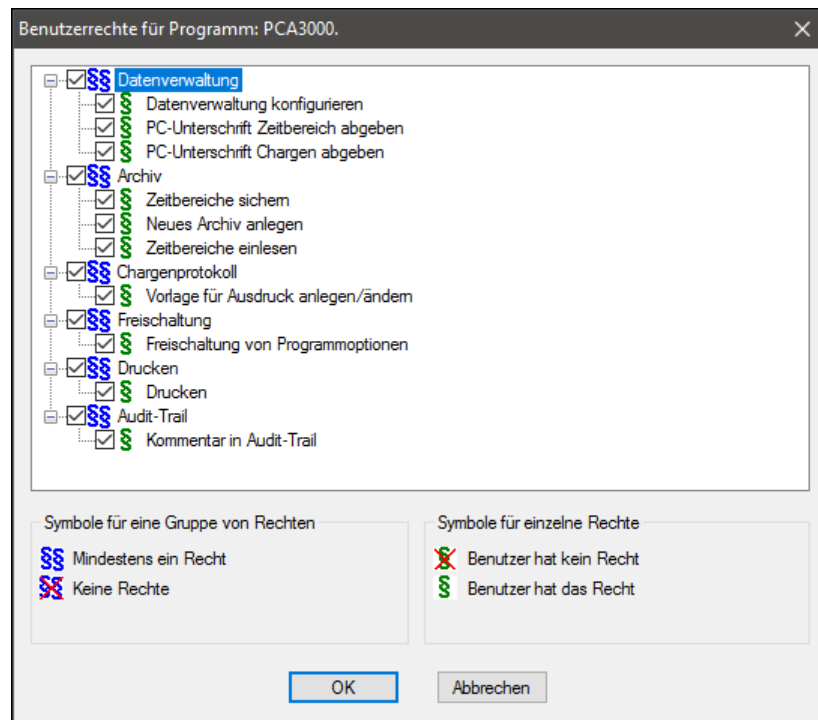 Benutzerrechte für Programm: PCA3000.
§§ Datenverwaltung
§ Datenverwaltung konfigurieren
§ PC-Unterschrift Zeitbereich abgeben
§ PC-Unterschrift Chargen abgeben
§§ Archiv
§ Zeitbereiche sichern
§ Neues Archiv anlegen
§ Zeitbereiche einlesen
§§ Chargenprotokoll
§ Vorlage für Ausdruck anlegen/ändern
§§ Freischaltung
§ Freischaltung von Programmoptionen
§§ Drucken
§ Drucken
§§ Audit-Trail
§ Kommentar in Audit-Trail
Symbole für eine Gruppe von Rechten
§§ Mindestens ein Recht
§§ Keine Rechte
Symbole für einzelne Rechte
§ Benutzer hat kein Recht
§ Benutzer hat das Recht
OK
Abbrechen